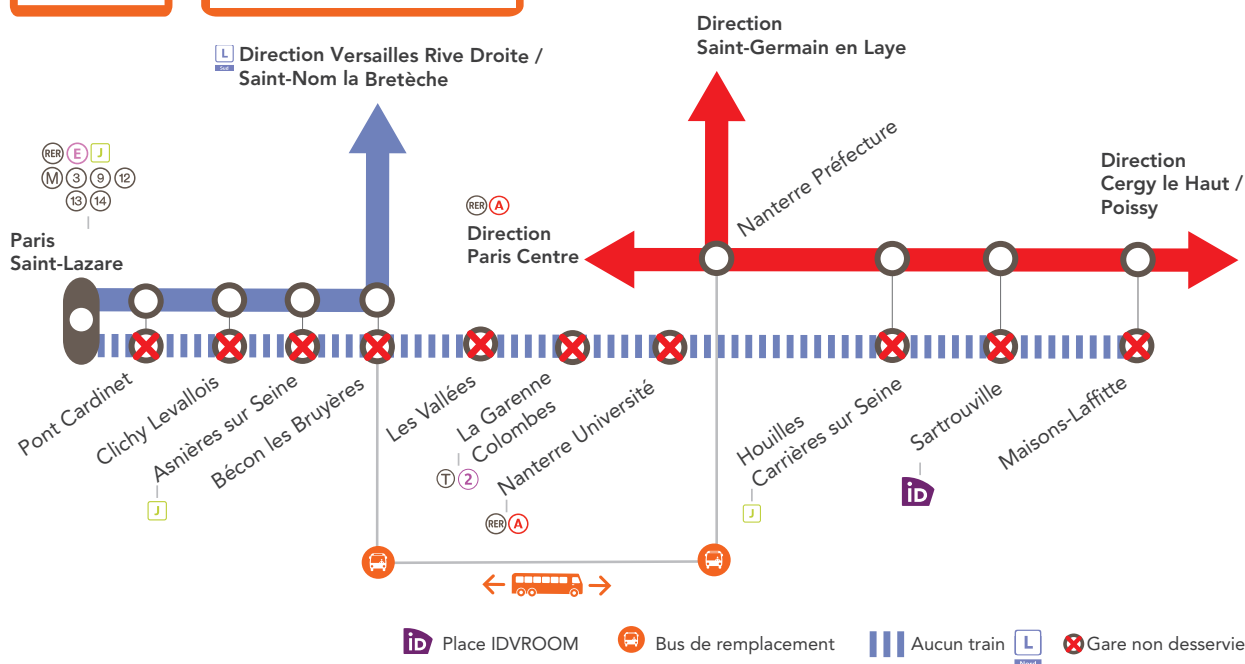 L
Sud
Direction Versailles Rive Droite /
Saint-Nom la Bretèche
Direction
Saint-Germain en Laye
RER E J
M 3 9 12
13 14
Paris
Saint-Lazare
RER A
Direction
Paris Centre
Nanterre Préfecture
Direction
Cergy le Haut /
Poissy
Pont Cardinet
Clichy Levallois
Asnières sur Seine
J
Bécon les Bruyères
Les Vallées
La Garenne
Colombes
T 2
Nanterre Université
RER A
Houilles
Carrières sur Seine
J
Sartrouville
iD
Maisons-Laffitte
iD Place IDVROOM
Bus de remplacement
Aucun train L
Gare non desservie